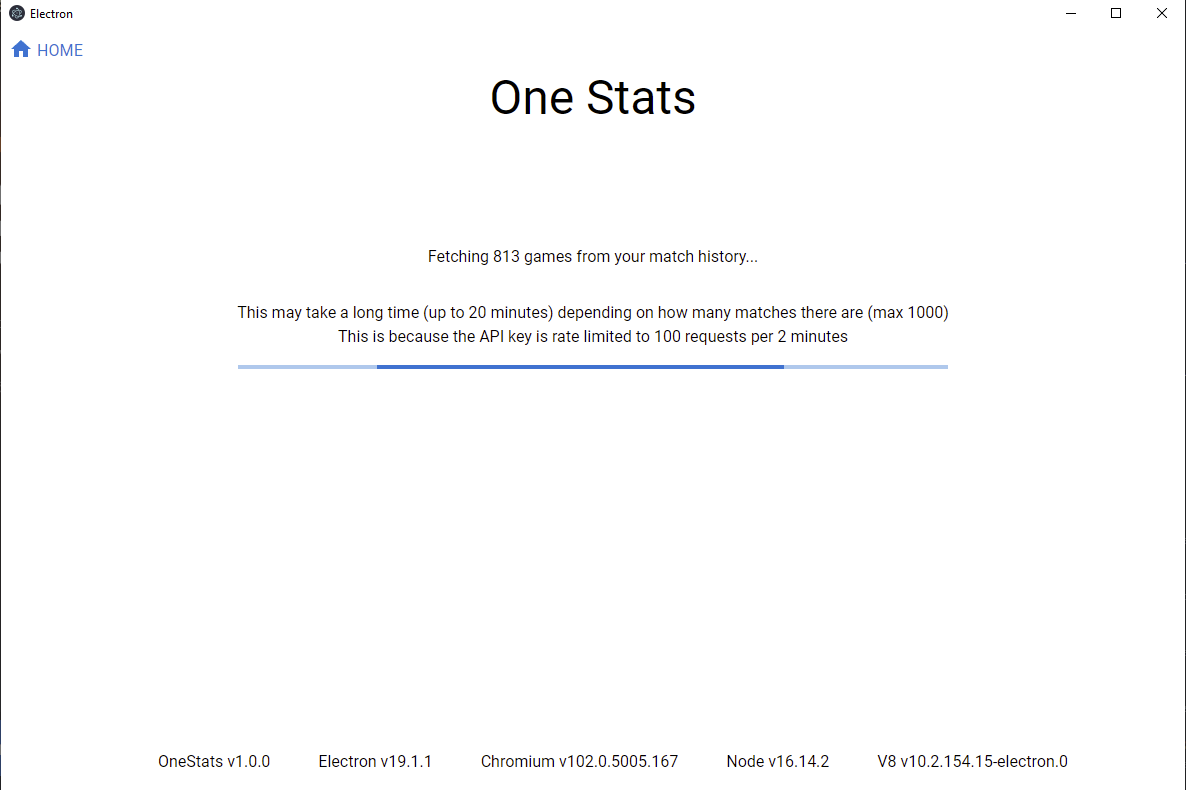 Electron
HOME
One Stats
Fetching 813 games from your match history...
This may take a long time (up to 20 minutes) depending on how many matches there are (max 1000)
This is because the API key is rate limited to 100 requests per 2 minutes
OneStats v1.0.0 Electron v19.1.1 Chromium v102.0.5005.167 Node v16.14.2 V8 v10.2.154.15-electron.0